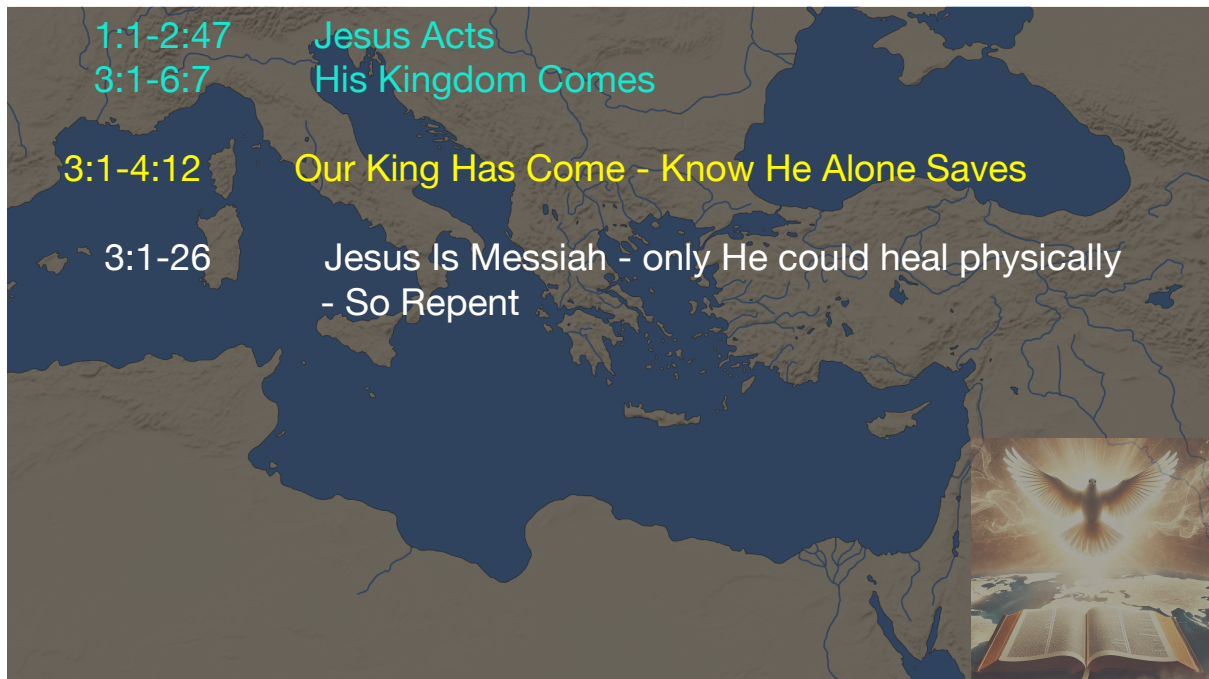 1:1-2:47 Jesus Acts
3:1-6:7 His Kingdom Comes
3:1-4:12 Our King Has Come - Know He Alone Saves
3:1-26 Jesus Is Messiah - only He could heal physically
- So Repent